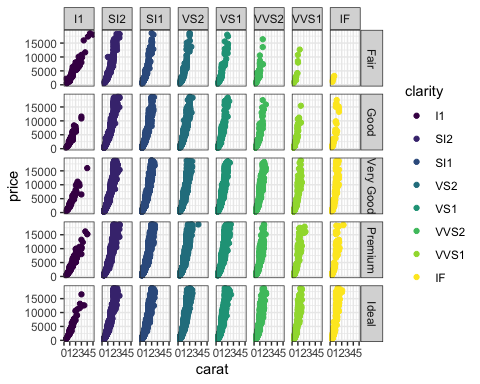 I1 SI2 SI1 VS2 VS1 VVS2 VVS1 IF
15000
10000
5000
0
Fair
15000
10000
5000
0
Good
15000
10000
5000
0
Very Good
15000
10000
5000
0
Premium
15000
10000
5000
0
Ideal
012345 012345 012345 012345 012345 012345 012345 012345
carat
price
clarity
I1
SI2
SI1
VS2
VS1
VVS2
VVS1
IF